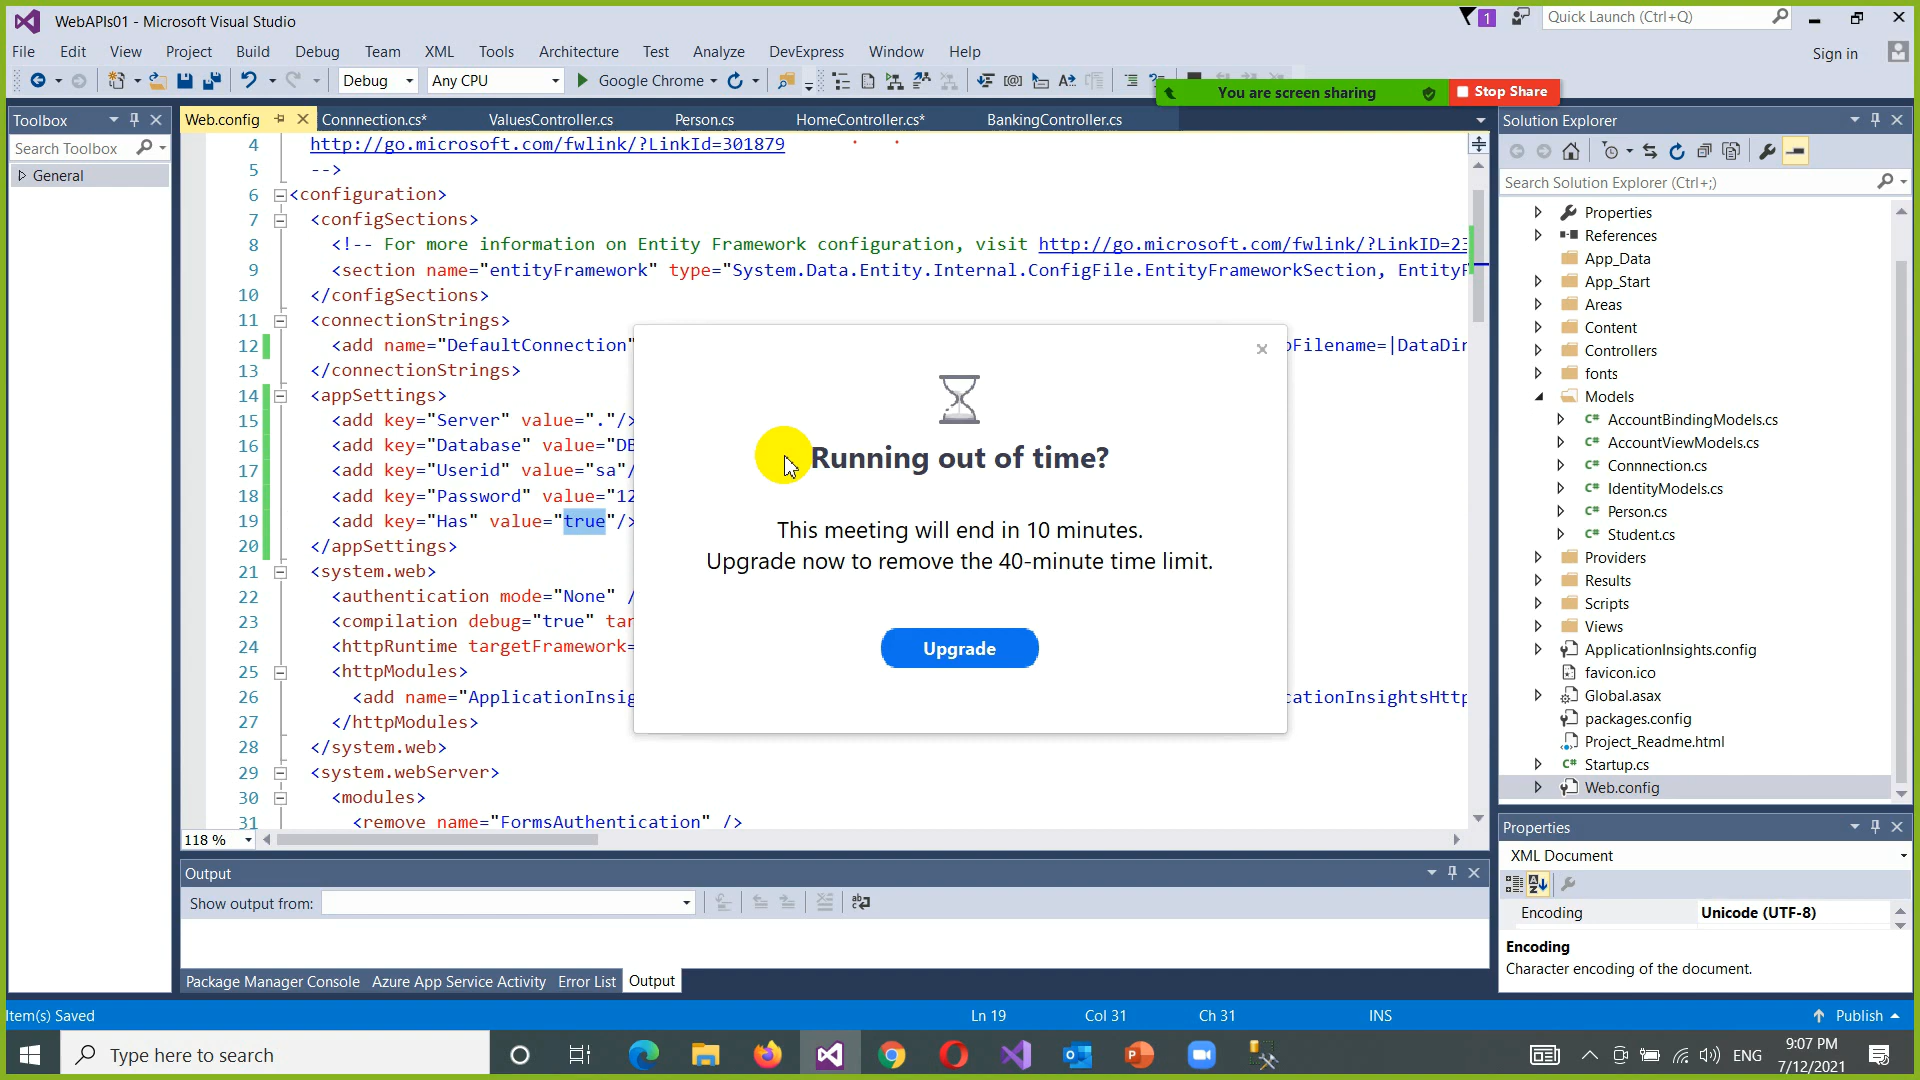 WebAPIs01 - Microsoft Visual Studio
1
Quick Launch (Ctrl+Q)
File Edit View Project Build Debug Team XML Tools Architecture Test Analyze DevExpress Window Help
Sign in
Debug Any CPU Google Chrome
You are screen sharing Stop Share
Toolbox
Search Toolbox
General
Web.config Connnection.cs* ValuesController.cs Person.cs HomeController.cs* BankingController.cs
4 http://go.microsoft.com/fwlink/?LinkId=301879
5 -->
6 <configuration>
7 <configSections>
8 <!-- For more information on Entity Framework configuration, visit http://go.microsoft.com/fwlink/?LinkID=23
9 <section name="entityFramework" type="System.Data.Entity.Internal.ConfigFile.EntityFrameworkSection, EntityF
10 </configSections>
11 <connectionStrings>
12 <add name="DefaultConnection" oFilename=|DataDir
13 </connectionStrings>
14 <appSettings>
15 <add key="Server" value="."/>
16 <add key="Database" value="DB
17 <add key="Userid" value="sa"/
18 <add key="Password" value="12
19 <add key="Has" value="true"/>
20 </appSettings>
21 <system.web>
22 <authentication mode="None" /
23 <compilation debug="true" tar
24 <httpRuntime targetFramework=
25 <httpModules>
26 <add name="ApplicationInsig cationInsightsHttp
27 </httpModules>
28 </system.web>
29 <system.webServer>
30 <modules>
31 <remove name="FormsAuthentication" />
118 %
Running out of time?
This meeting will end in 10 minutes.
Upgrade now to remove the 40-minute time limit.
Upgrade
Output
Show output from:
Package Manager Console Azure App Service Activity Error List Output
Solution Explorer
Search Solution Explorer (Ctrl+;)
Properties
References
App_Data
App_Start
Areas
Content
Controllers
fonts
Models
C# AccountBindingModels.cs
C# AccountViewModels.cs
C# Connnection.cs
C# IdentityModels.cs
C# Person.cs
C# Student.cs
Providers
Results
Scripts
Views
ApplicationInsights.config
favicon.ico
Global.asax
packages.config
Project_Readme.html
C# Startup.cs
Web.config
Properties
XML Document
Encoding Unicode (UTF-8)
Encoding
Character encoding of the document.
Item(s) Saved Ln 19 Col 31 Ch 31 INS Publish
Type here to search
ENG
9:07 PM
7/12/2021